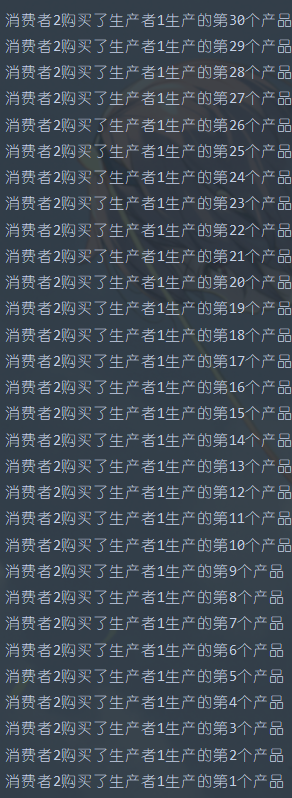 消费者2购买了生产者1生产的第30个产品
消费者2购买了生产者1生产的第29个产品
消费者2购买了生产者1生产的第28个产品
消费者2购买了生产者1生产的第27个产品
消费者2购买了生产者1生产的第26个产品
消费者2购买了生产者1生产的第25个产品
消费者2购买了生产者1生产的第24个产品
消费者2购买了生产者1生产的第23个产品
消费者2购买了生产者1生产的第22个产品
消费者2购买了生产者1生产的第21个产品
消费者2购买了生产者1生产的第20个产品
消费者2购买了生产者1生产的第19个产品
消费者2购买了生产者1生产的第18个产品
消费者2购买了生产者1生产的第17个产品
消费者2购买了生产者1生产的第16个产品
消费者2购买了生产者1生产的第15个产品
消费者2购买了生产者1生产的第14个产品
消费者2购买了生产者1生产的第13个产品
消费者2购买了生产者1生产的第12个产品
消费者2购买了生产者1生产的第11个产品
消费者2购买了生产者1生产的第10个产品
消费者2购买了生产者1生产的第9个产品
消费者2购买了生产者1生产的第8个产品
消费者2购买了生产者1生产的第7个产品
消费者2购买了生产者1生产的第6个产品
消费者2购买了生产者1生产的第5个产品
消费者2购买了生产者1生产的第4个产品
消费者2购买了生产者1生产的第3个产品
消费者2购买了生产者1生产的第2个产品
消费者2购买了生产者1生产的第1个产品